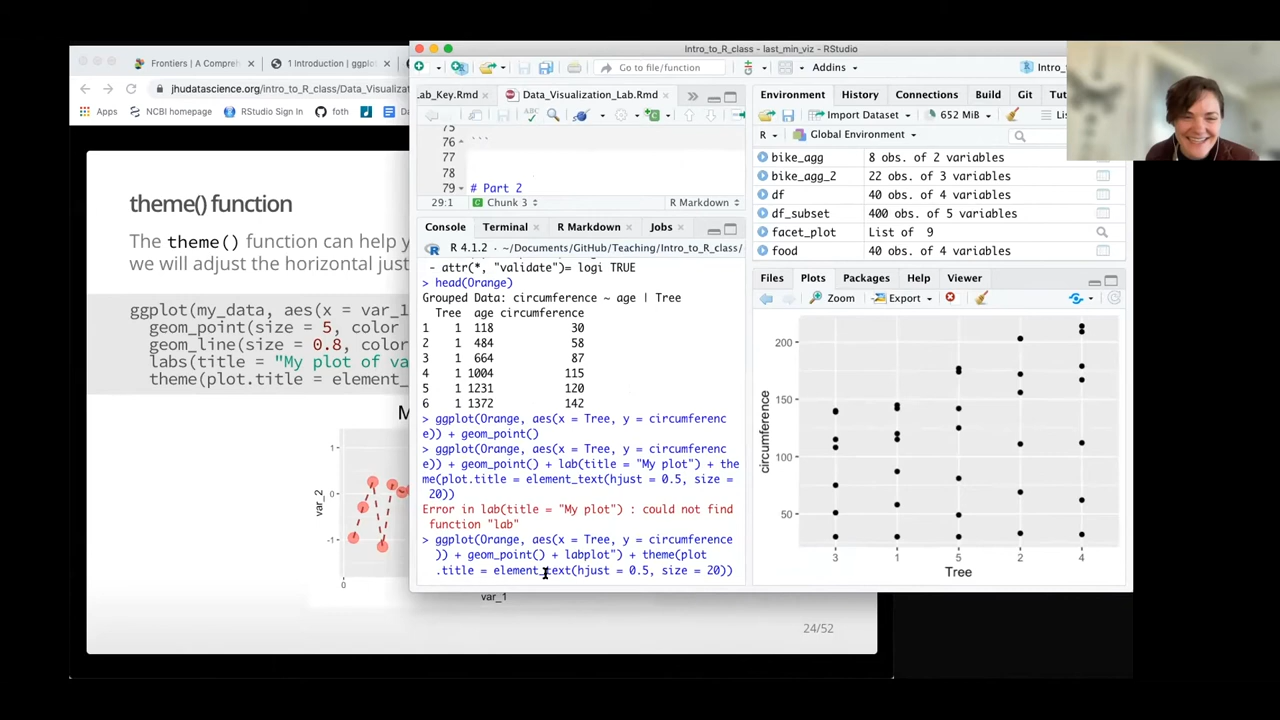 Frontiers | A Compreh
1 Introduction | ggplo
jhudatascience.org/intro_to_R_class/Data_Visualizat
Apps
NCBI homepage
RStudio Sign In
foth
Da
theme() function
The theme() function can help y
we will adjust the horizontal just
ggplot(my_data, aes(x = var_1
geom_point(size = 5, color
geom_line(size = 0.8, color
labs(title = "My plot of va
theme(plot.title = element_
M
1
0
-1
var_2
0
var_1
24/52
Intro_to_R_class - last_min_viz - RStudio
Go to file/function
Addins
Intro_
.ab_Key.Rmd
Data_Visualization_Lab.Rmd
75
76 ```
77
78
79 # Part 2
29:1
Chunk 3
R Markdown
Console
Terminal
R Markdown
Jobs
R 4.1.2 · ~/Documents/GitHub/Teaching/Intro_to_R_class/
- attr(*, "validate")= logi TRUE
> head(Orange)
Grouped Data: circumference ~ age | Tree
Tree age circumference
1 1 118 30
2 1 484 58
3 1 664 87
4 1 1004 115
5 1 1231 120
6 1 1372 142
> ggplot(Orange, aes(x = Tree, y = circumferenc
e)) + geom_point()
> ggplot(Orange, aes(x = Tree, y = circumferenc
e)) + geom_point() + lab(title = "My plot") + the
me(plot.title = element_text(hjust = 0.5, size =
20))
Error in lab(title = "My plot") : could not find
function "lab"
> ggplot(Orange, aes(x = Tree, y = circumference
)) + geom_point() + labplot") + theme(plot
.title = element_text(hjust = 0.5, size = 20))
Environment
History
Connections
Build
Git
Tut
Import Dataset
652 MiB
Lis
R
Global Environment
bike_agg 8 obs. of 2 variables
bike_agg_2 22 obs. of 3 variables
df 40 obs. of 4 variables
df_subset 400 obs. of 5 variables
facet_plot List of 9
food 40 obs. of 4 variables
Files
Plots
Packages
Help
Viewer
Zoom
Export
200
150
100
50
circumference
3 1 5 2 4
Tree